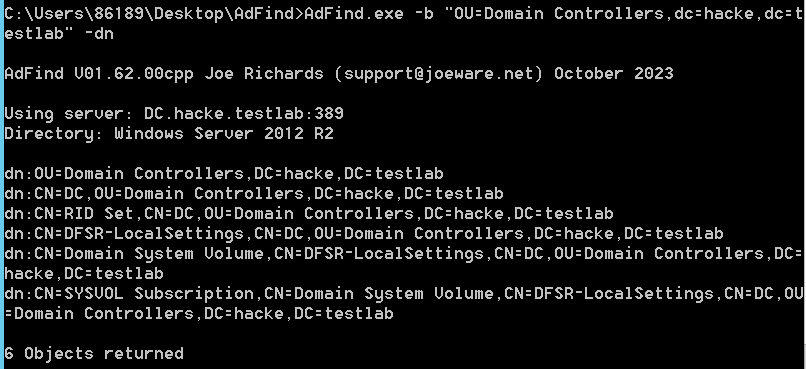 C:\Users\86189\Desktop\AdFind>AdFind.exe -b "OU=Domain Controllers,dc=hacke,dc=t
estlab" -dn
AdFind V01.62.00cpp Joe Richards (support@joeware.net) October 2023
Using server: DC.hacke.testlab:389
Directory: Windows Server 2012 R2
dn:OU=Domain Controllers,DC=hacke,DC=testlab
dn:CN=DC,OU=Domain Controllers,DC=hacke,DC=testlab
dn:CN=RID Set,CN=DC,OU=Domain Controllers,DC=hacke,DC=testlab
dn:CN=DFSR-LocalSettings,CN=DC,OU=Domain Controllers,DC=hacke,DC=testlab
dn:CN=Domain System Volume,CN=DFSR-LocalSettings,CN=DC,OU=Domain Controllers,DC=
hacke,DC=testlab
dn:CN=SYSVOL Subscription,CN=Domain System Volume,CN=DFSR-LocalSettings,CN=DC,OU
=Domain Controllers,DC=hacke,DC=testlab
6 Objects returned